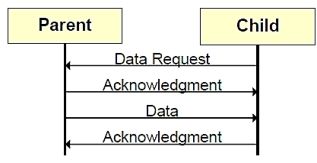 Parent
Child
Data Request
Acknowledgment
Data
Acknowledgment